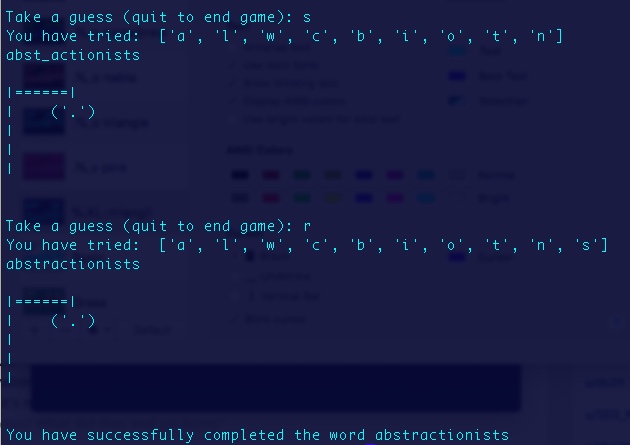 Take a guess (quit to end game): s
You have tried:  ['a', 'l', 'w', 'c', 'b', 'i', 'o', 't', 'n']
abst_actionists
|======|
|    ('.')
|
|
|
Take a guess (quit to end game): r
You have tried:  ['a', 'l', 'w', 'c', 'b', 'i', 'o', 't', 'n', 's']
abstractionists
|======|
|    ('.')
|
|
|
You have successfully completed the word abstractionists